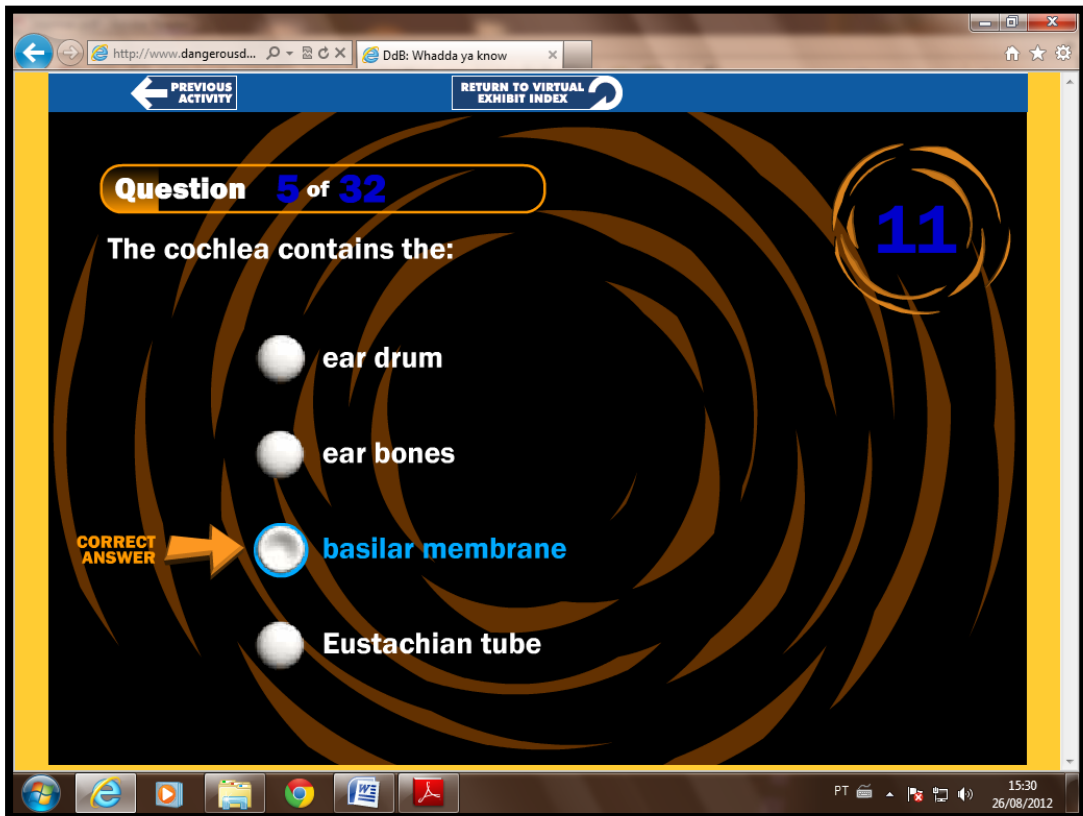 http://www.dangerousd...
DdB: Whadda ya know
PREVIOUS
ACTIVITY
RETURN TO VIRTUAL
EXHIBIT INDEX
Question 5 of 32
11
The cochlea contains the:
ear drum
ear bones
CORRECT
ANSWER
basilar membrane
Eustachian tube
PT
15:30
26/08/2012